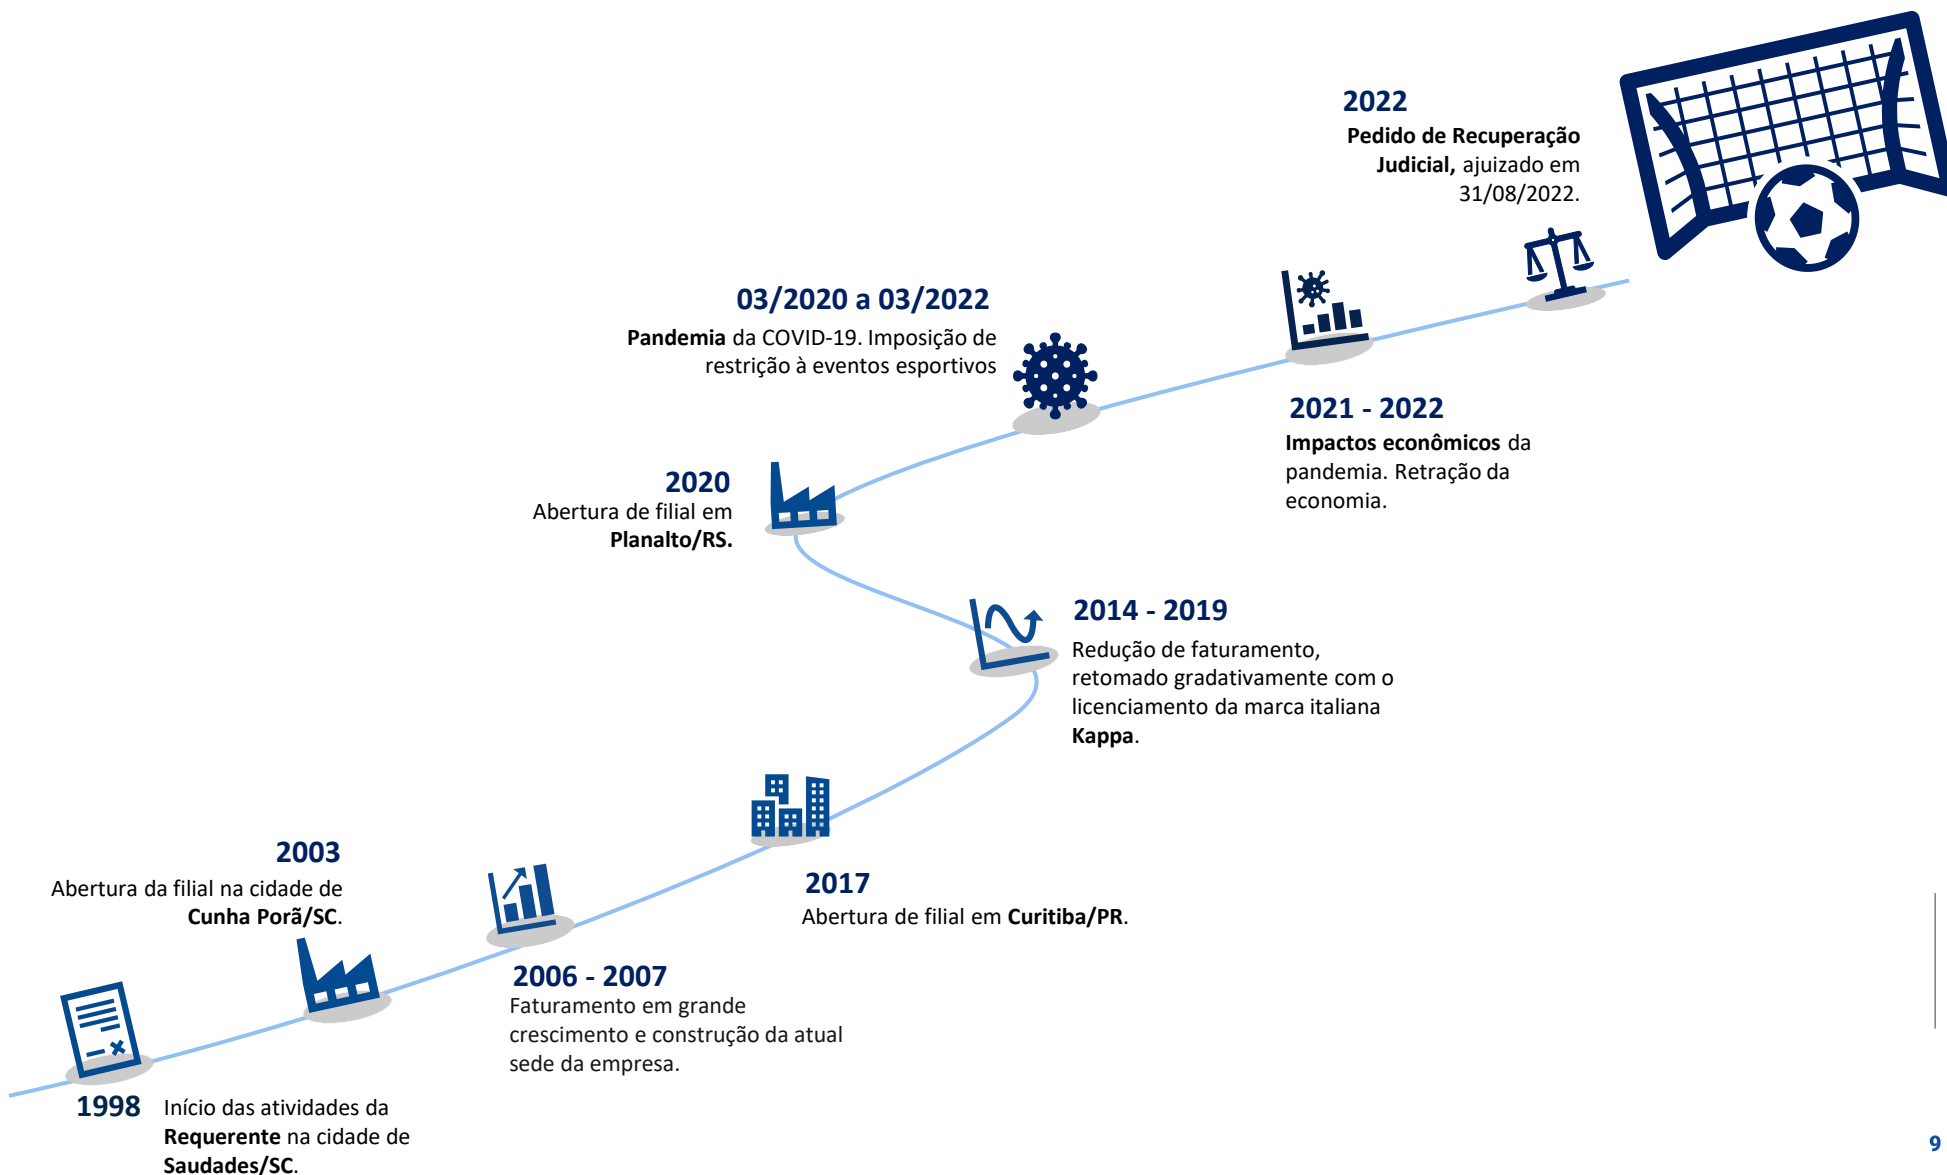 2022
Pedido de Recuperação
Judicial, ajuizado em
31/08/2022.
03/2020 a 03/2022
Pandemia da COVID-19. Imposição de
restrição à eventos esportivos
2021 - 2022
Impactos econômicos da
pandemia. Retração da
economia.
2020
Abertura de filial em
Planalto/RS.
2014 - 2019
Redução de faturamento,
retomado gradativamente com o
licenciamento da marca italiana
Kappa.
2003
Abertura da filial na cidade de
Cunha Porã/SC.
2017
Abertura de filial em Curitiba/PR.
2006 - 2007
Faturamento em grande
crescimento e construção da atual
sede da empresa.
1998
Início das atividades da
Requerente na cidade de
Saudades/SC.
9